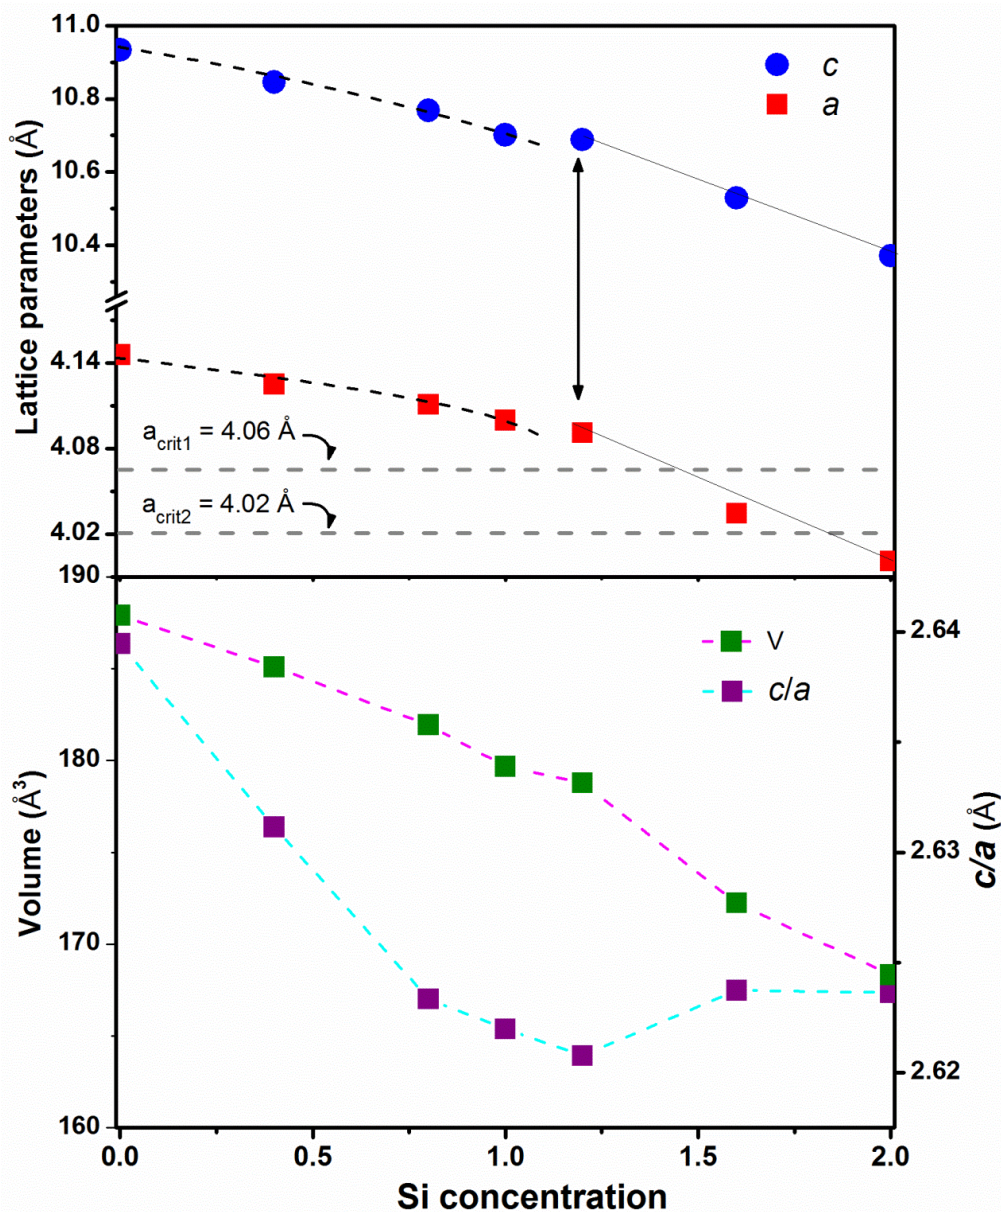 Lattice parameters (Å)
11.0
10.8
10.6
10.4
4.14
4.08
4.02
c
a
a_crit1 = 4.06 Å
a_crit2 = 4.02 Å
Volume (Å³)
190
180
170
160
V
c/a
2.64
2.63
2.62
c/a (Å)
0.0 0.5 1.0 1.5 2.0
Si concentration